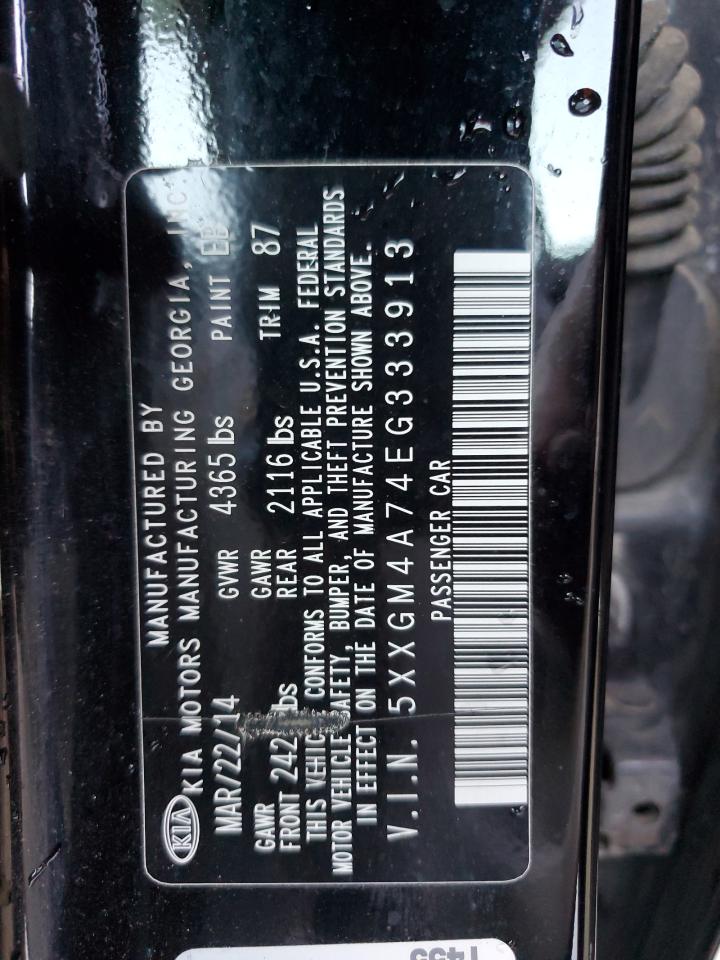 KIA
MANUFACTURED BY
KIA MOTORS MANUFACTURING GEORGIA, INC
MAR/22/14 GVWR 4365 lbs PAINT EB
GAWR GAWR
FRONT 242 lbs REAR 2116 lbs TRIM 87
THIS CONFORMS TO ALL APPLICABLE U.S.A. FEDERAL
MOTOR VEHICLE SAFETY, BUMPER, AND THEFT PREVENTION STANDARDS
IN EFFECT ON THE DATE OF MANUFACTURE SHOWN ABOVE.
V.I.N. 5XXGM4A74EG333913
PASSENGER CAR